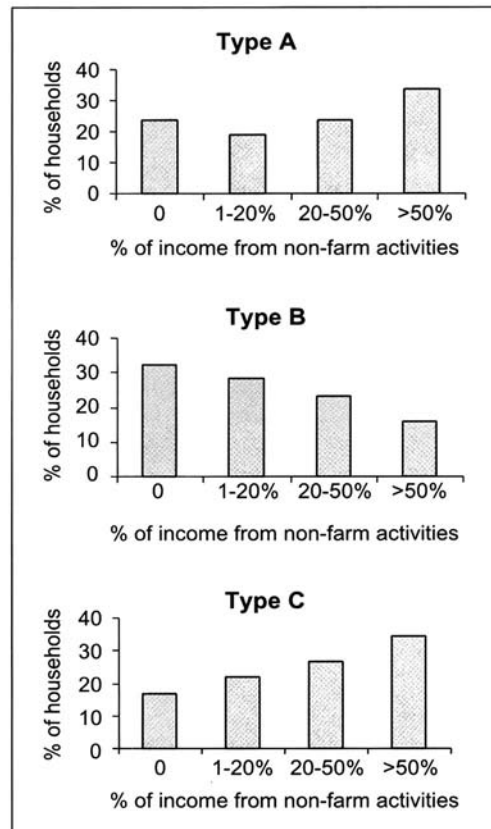 Type A
% of households
40
30
20
10
0
0 1-20% 20-50% >50%
% of income from non-farm activities
Type B
% of households
40
30
20
10
0
0 1-20% 20-50% >50%
% of income from non-farm activities
Type C
% of households
40
30
20
10
0
0 1-20% 20-50% >50%
% of income from non-farm activities